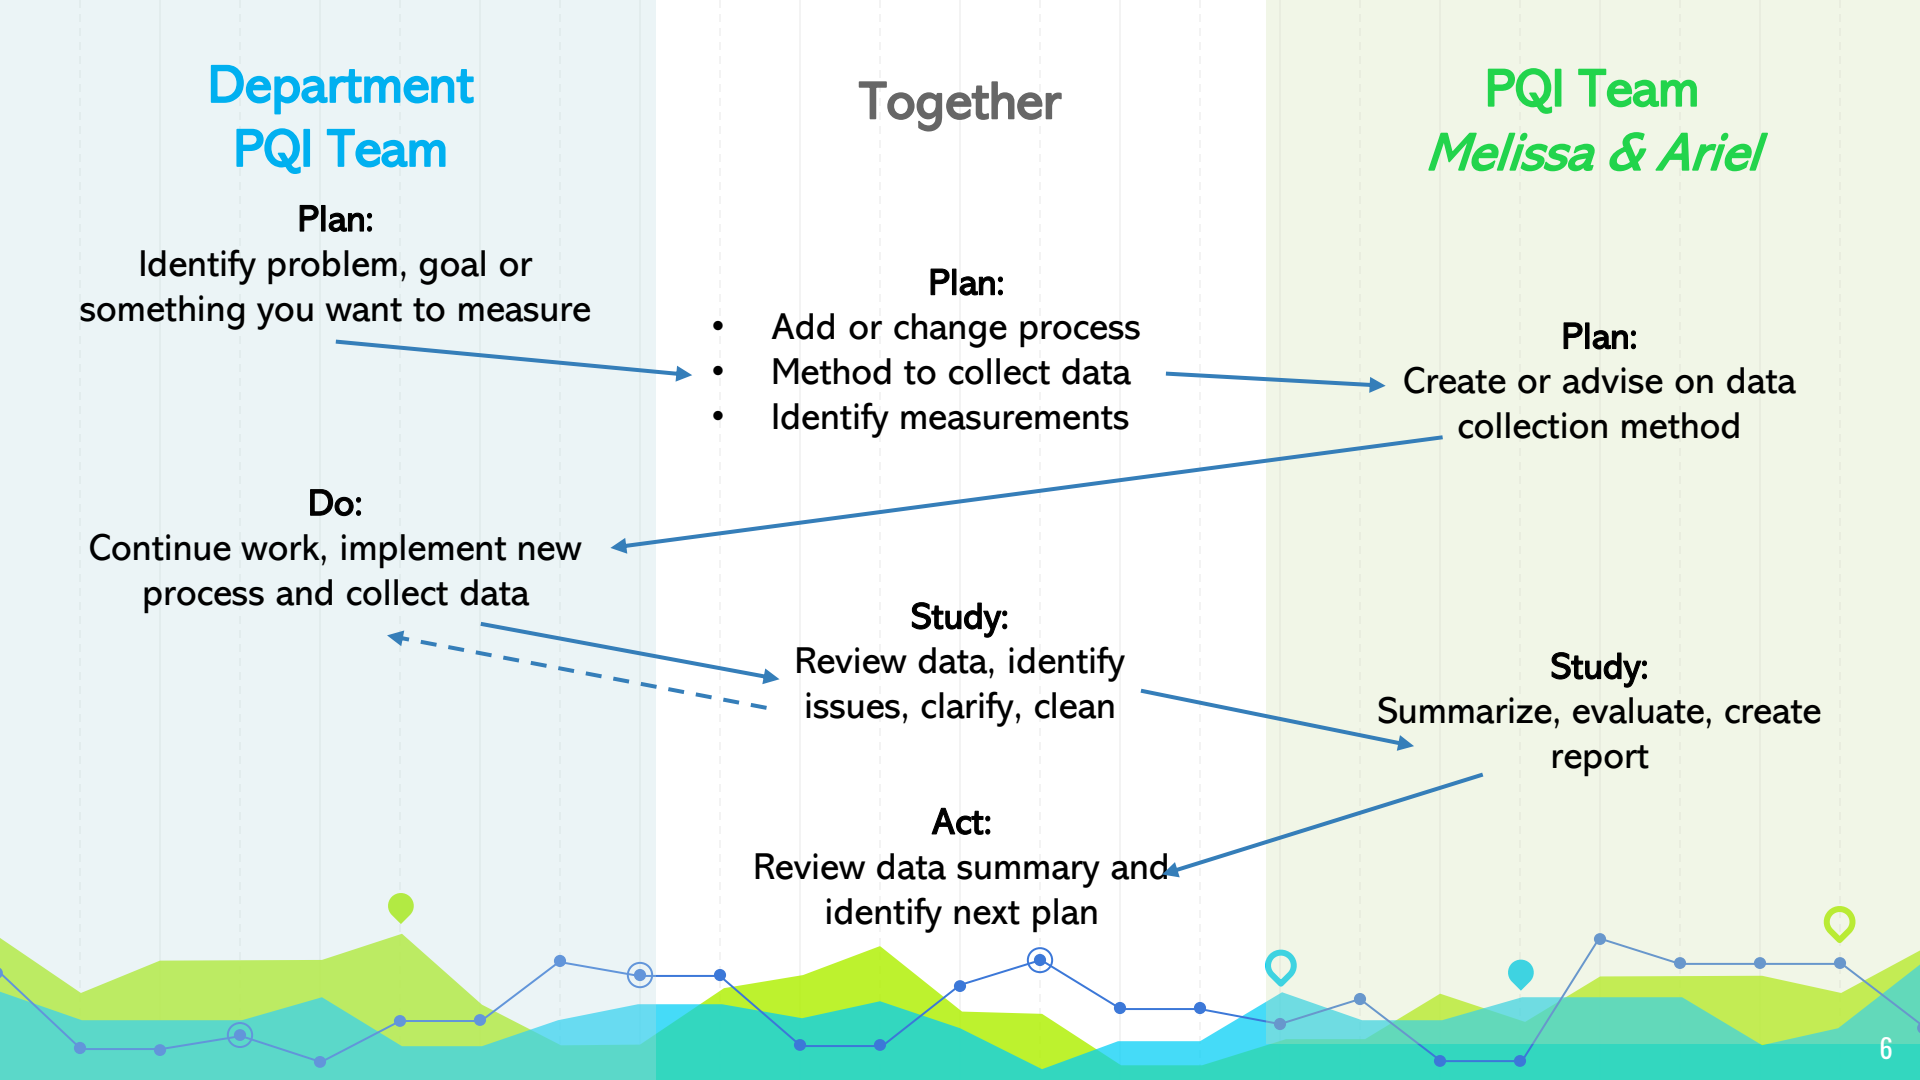 Department
PQI Team
Plan:
Identify problem, goal or
something you want to measure
Do:
Continue work, implement new
process and collect data
Together
Plan:
• Add or change process
• Method to collect data
• Identify measurements
Study:
Review data, identify
issues, clarify, clean
Act:
Review data summary and
identify next plan
PQI Team
Melissa & Ariel
Plan:
Create or advise on data
collection method
Study:
Summarize, evaluate, create
report
6